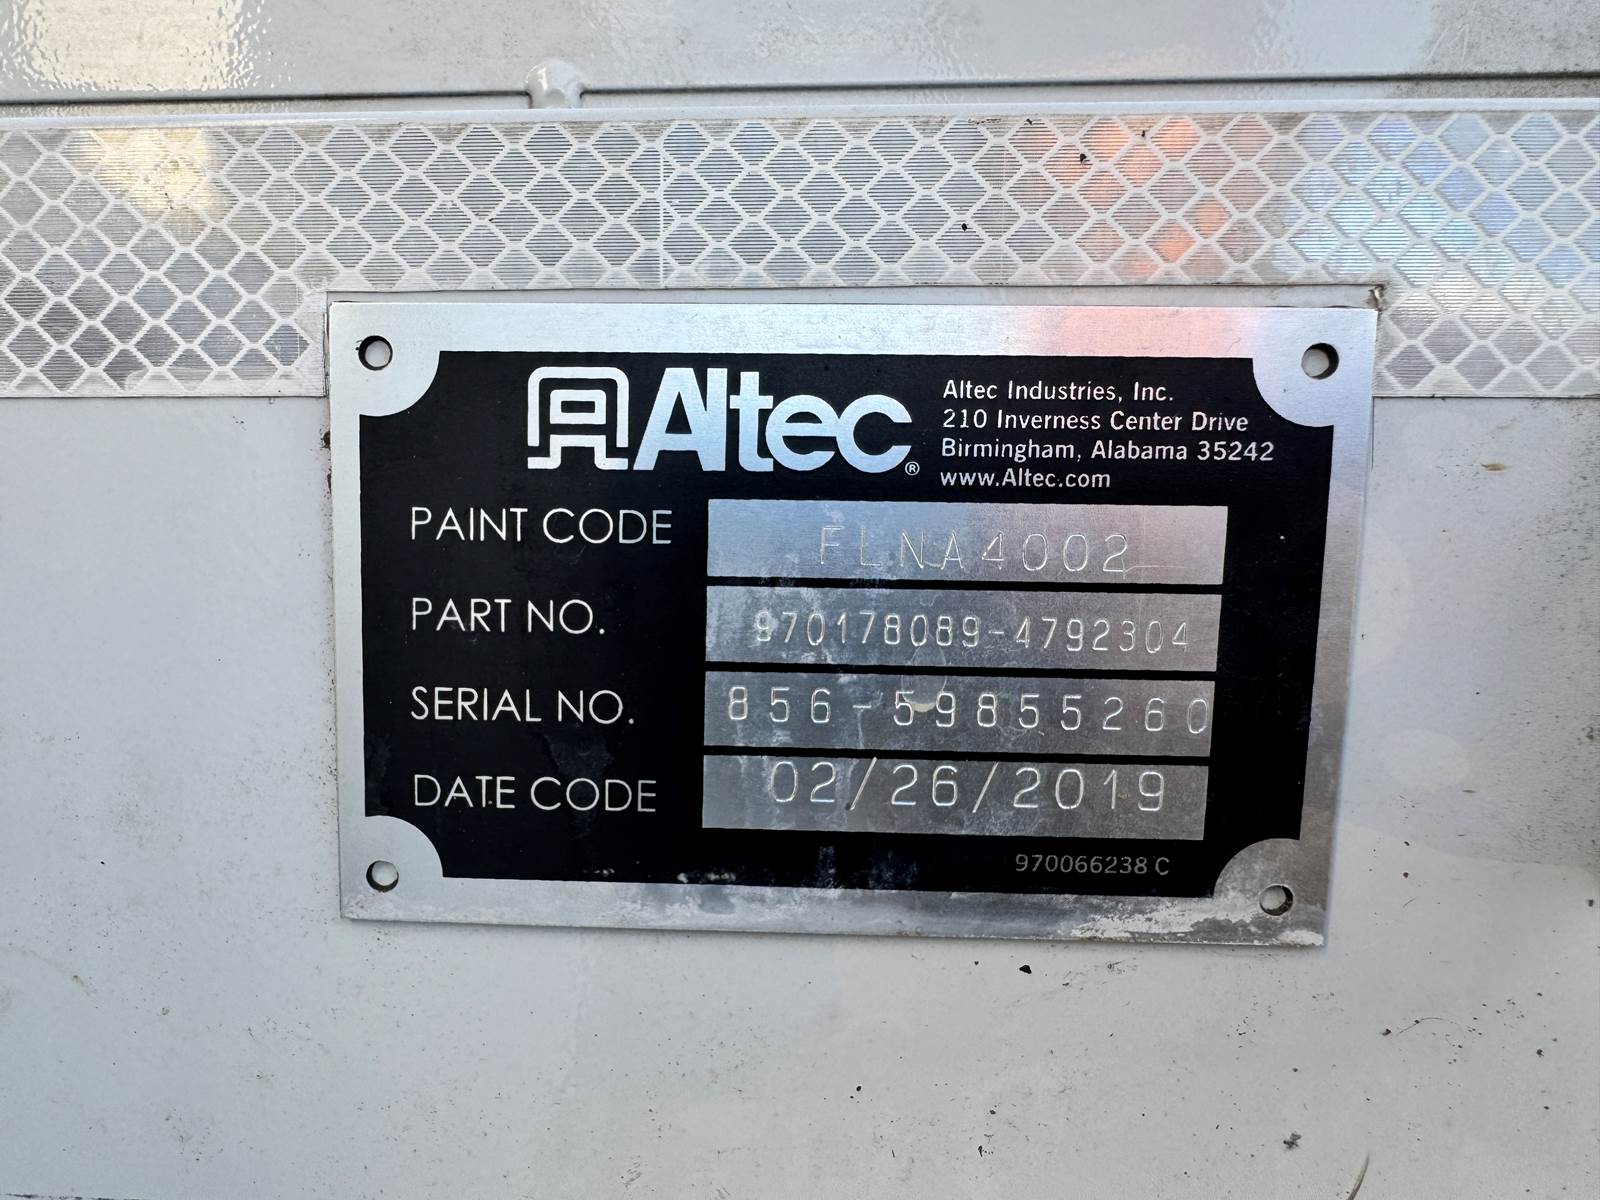 Altec®
Altec Industries, Inc.
210 Inverness Center Drive
Birmingham, Alabama 35242
www.Altec.com
PAINT CODE FLNA4002
PART NO. 970178089-4792304
SERIAL NO. 856-59855260
DATE CODE 02/26/2019
970066238 C